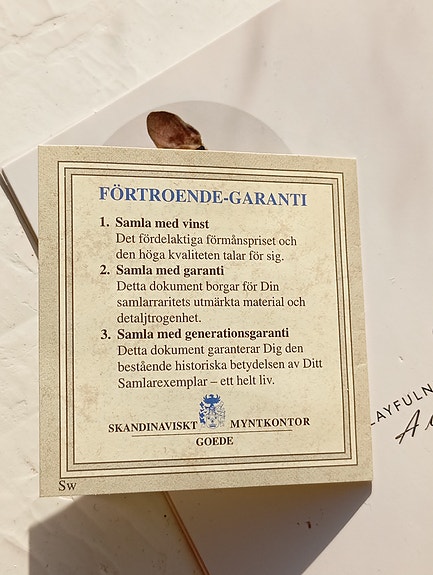 FÖRTROENDE-GARANTI
1. Samla med vinst
Det fördelaktiga förmånspriset och
den höga kvaliteten talar för sig.
2. Samla med garanti
Detta dokument borgar för Din
samlarraritets utmärkta material och
detaljtrogenhet.
3. Samla med generationsgaranti
Detta dokument garanterar Dig den
bestående historiska betydelsen av Ditt
Samlarexemplar – ett helt liv.
SKANDINAVISKT MYNTKONTOR
GOEDE
Sw